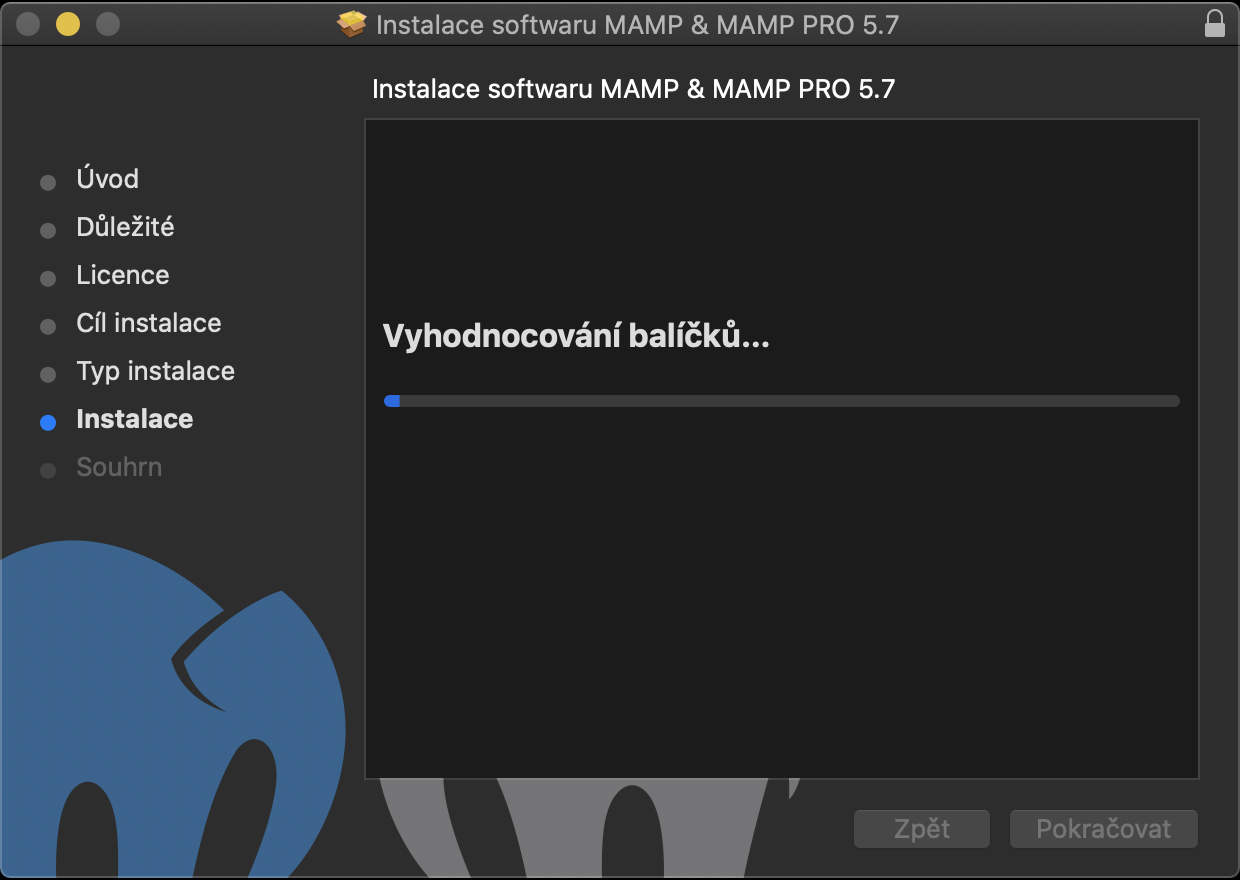 Instalace softwaru MAMP & MAMP PRO 5.7
Instalace softwaru MAMP & MAMP PRO 5.7
Úvod
Důležité
Licence
Cíl instalace
Typ instalace
Instalace
Souhrn
Vyhodnocování balíčků...
Zpět
Pokračovat